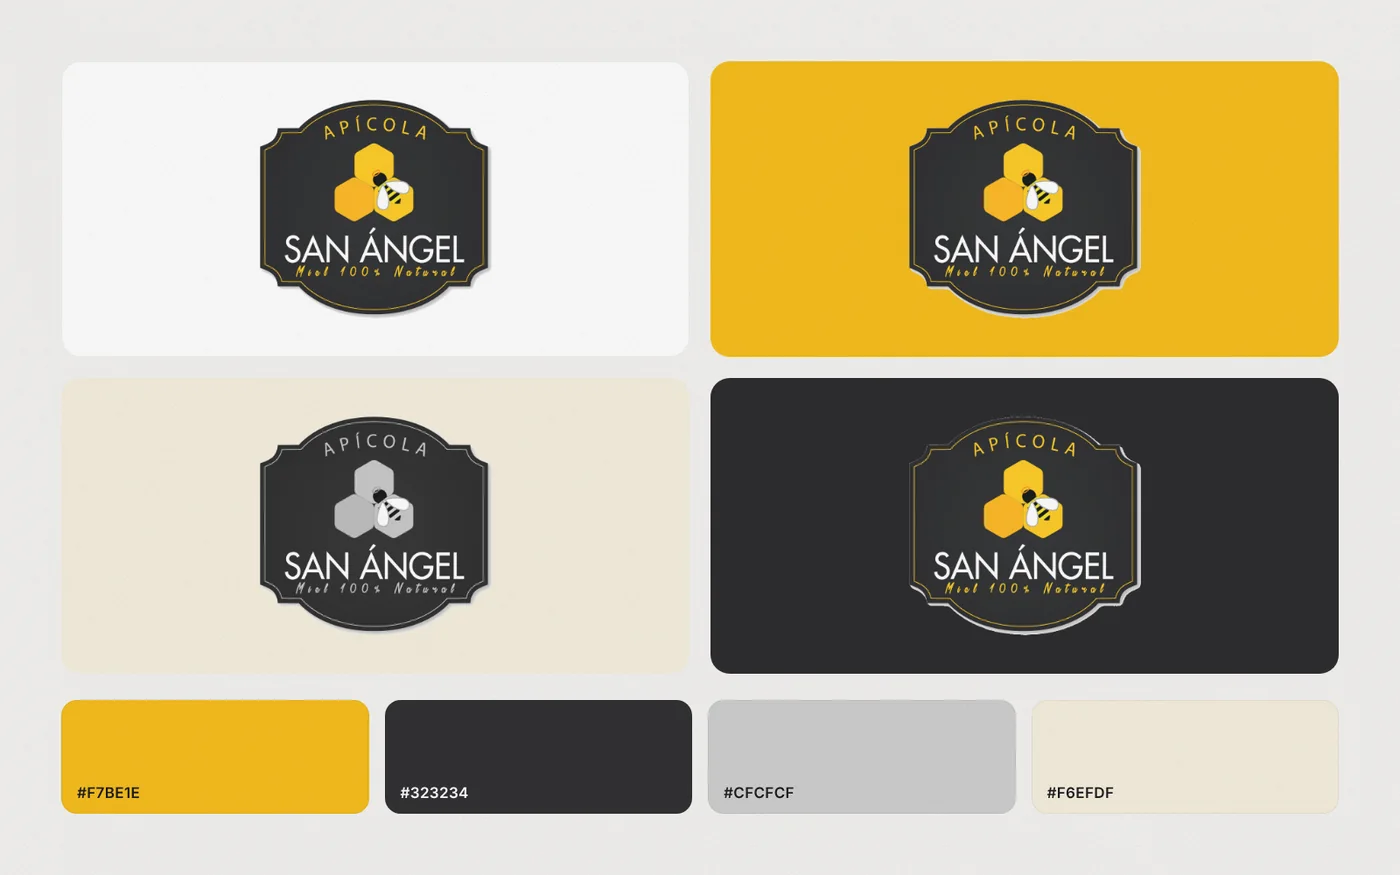 APÍCOLA
SAN ÁNGEL
Miel 100% Natural
APÍCOLA
SAN ÁNGEL
Miel 100% Natural
APÍCOLA
SAN ÁNGEL
Miel 100% Natural
APÍCOLA
SAN ÁNGEL
Miel 100% Natural
#F7BE1E
#323234
#CFCFCF
#F6EFDF